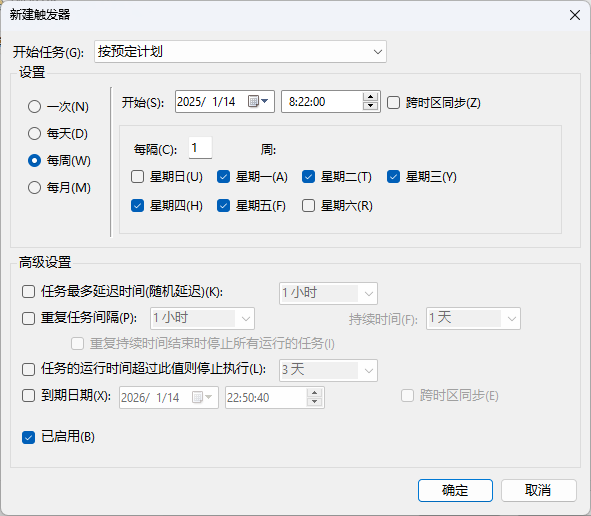 新建触发器
开始任务(G): 按预定计划
设置
一次(N)
每天(D)
每周(W)
每月(M)
开始(S): 2025/ 1/14 8:22:00 跨时区同步(Z)
每隔(C): 1 周:
星期日(U) 星期一(A) 星期二(T) 星期三(Y)
星期四(H) 星期五(F) 星期六(R)
高级设置
任务最多延迟时间(随机延迟)(K): 1 小时
重复任务间隔(P): 1 小时 持续时间(F): 1 天
重复持续时间结束时停止所有运行的任务(I)
任务的运行时间超过此值则停止执行(L): 3 天
到期日期(X): 2026/ 1/14 22:50:40 跨时区同步(E)
已启用(B)
确定 取消